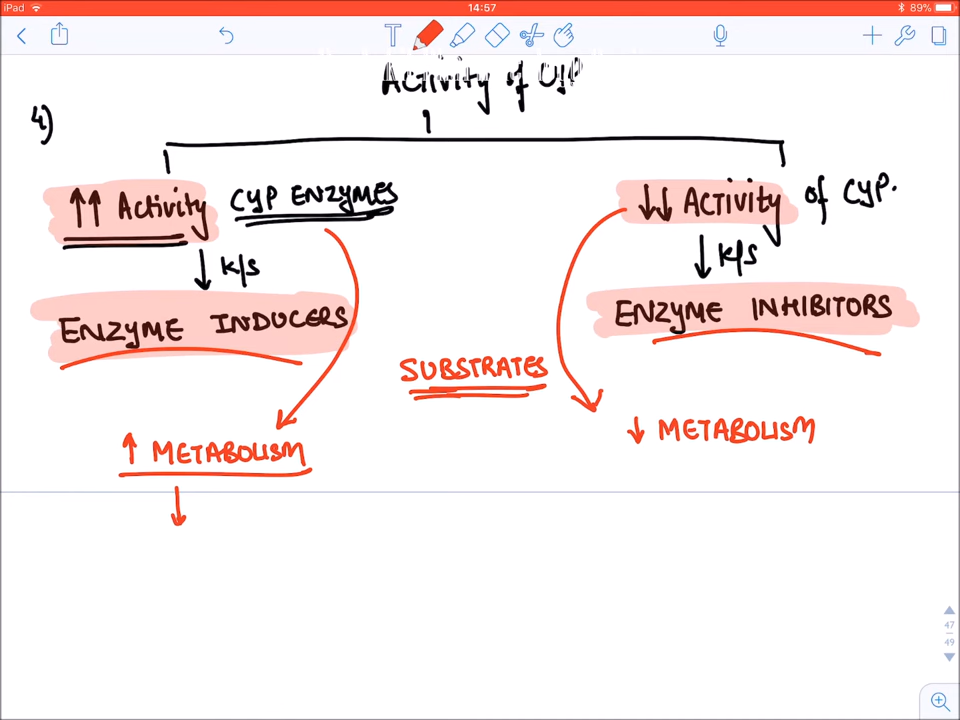 iPad 14:57 89%
T
Activity of CYP
4)
↑↑ Activity CYP ENZYMES
↓↓ ACTIVITY of CYP.
↓ K/S
↓ K/S
ENZYME INDUCERS
ENZYME INHIBITORS
SUBSTRATES
↑ METABOLISM
↓ METABOLISM
↓
47
49